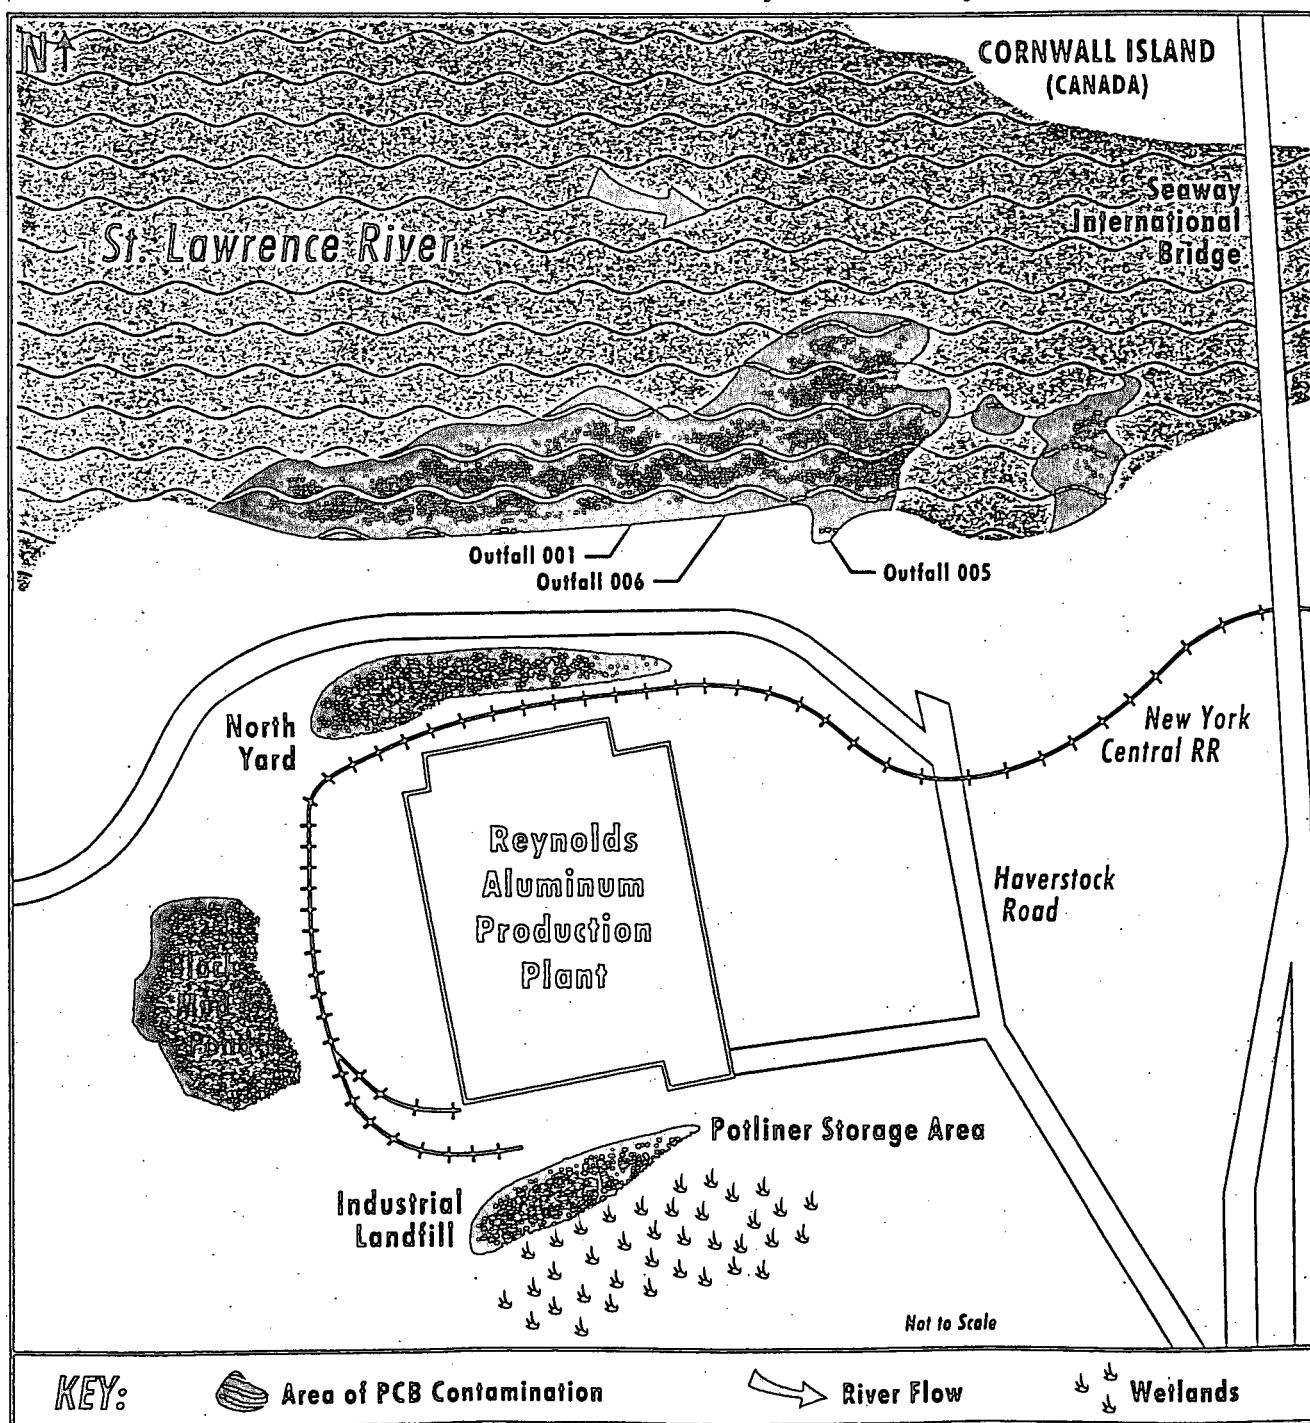 N
CORNWALL ISLAND
(CANADA)
Seaway
International
Bridge
St. Lawrence River
Outfall 001
Outfall 006
Outfall 005
North
Yard
New York
Central RR
Reynolds
Aluminum
Production
Plant
Haverstock
Road
Black
Mud
Pond
Potliner Storage Area
Industrial
Landfill
Not to Scale
KEY:
Area of PCB Contamination
River Flow
Wetlands